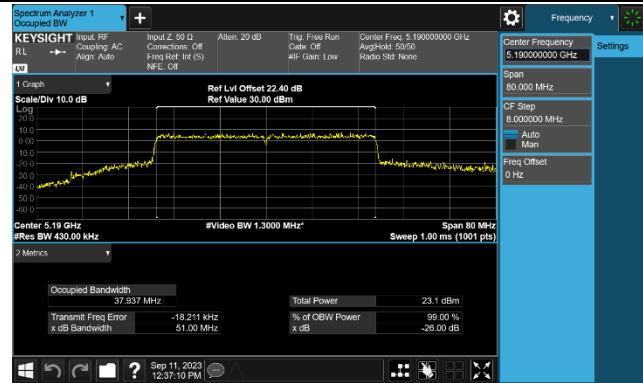 Spectrum Analyzer 1
Occupied BW
Frequency
KEYSIGHT
RL
LXI
Input: RF
Coupling: AC
Align: Auto
Input Z: 50 Ω
Corrections: Off
Freq Ref: Int (S)
NFE: Off
Atten: 20 dB
Trig: Free Run
Gate: Off
#IF Gain: Low
Center Freq: 5.190000000 GHz
Avg|Hold: 50/50
Radio Std: None
Center Frequency
5.190000000 GHz
Settings
Span
80.000 MHz
CF Step
8.000000 MHz
Auto
Man
Freq Offset
0 Hz
1 Graph
Scale/Div 10.0 dB
Ref Lvl Offset 22.40 dB
Ref Value 30.00 dBm
Log
20.0
10.0
0.00
-10.0
-20.0
-30.0
-40.0
-50.0
-60.0
Center 5.19 GHz
#Res BW 430.00 kHz
#Video BW 1.3000 MHz*
Span 80 MHz
Sweep 1.00 ms (1001 pts)
2 Metrics
Occupied Bandwidth
37.937 MHz
Total Power 23.1 dBm
Transmit Freq Error -18.211 kHz
% of OBW Power 99.00 %
x dB Bandwidth 51.00 MHz
x dB -26.00 dB
?
Sep 11, 2023
12:37:10 PM